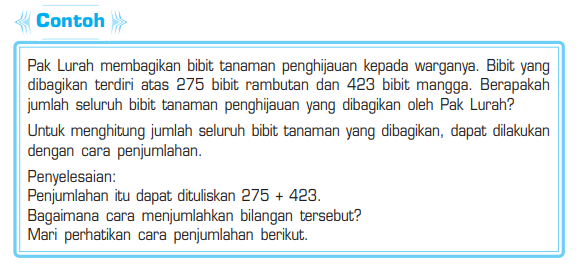 Contoh
Pak Lurah membagikan bibit tanaman penghijauan kepada warganya. Bibit yang
dibagikan terdiri atas 275 bibit rambutan dan 423 bibit mangga. Berapakah
jumlah seluruh bibit tanaman penghijauan yang dibagikan oleh Pak Lurah?
Untuk menghitung jumlah seluruh bibit tanaman yang dibagikan, dapat dilakukan
dengan cara penjumlahan.
Penyelesaian:
Penjumlahan itu dapat dituliskan 275 + 423.
Bagaimana cara menjumlahkan bilangan tersebut?
Mari perhatikan cara penjumlahan berikut.